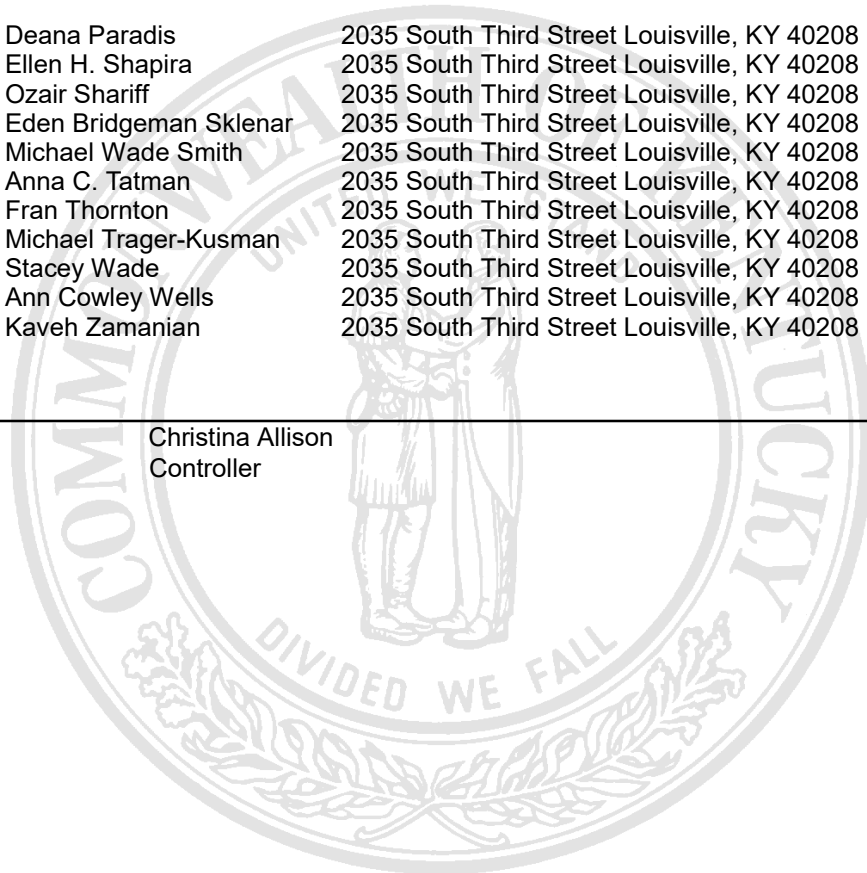 Deana Paradis 2035 South Third Street Louisville, KY 40208
Ellen H. Shapira 2035 South Third Street Louisville, KY 40208
Ozair Shariff 2035 South Third Street Louisville, KY 40208
Eden Bridgeman Sklenar 2035 South Third Street Louisville, KY 40208
Michael Wade Smith 2035 South Third Street Louisville, KY 40208
Anna C. Tatman 2035 South Third Street Louisville, KY 40208
Fran Thornton 2035 South Third Street Louisville, KY 40208
Michael Trager-Kusman 2035 South Third Street Louisville, KY 40208
Stacey Wade 2035 South Third Street Louisville, KY 40208
Ann Cowley Wells 2035 South Third Street Louisville, KY 40208
Kaveh Zamanian 2035 South Third Street Louisville, KY 40208
Christina Allison
Controller
COMMONWEALTH OF KENTUCKY
UNITED WE STAND
DIVIDED WE FALL